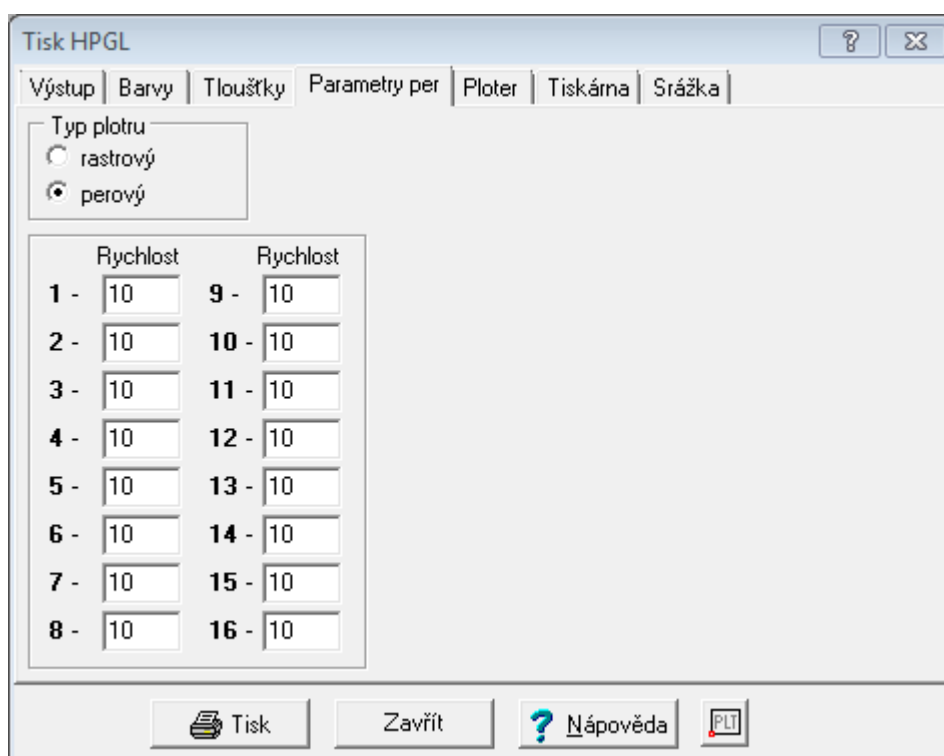 Tisk HPGL
Výstup Barvy Tloušťky Parametry per Ploter Tiskárna Srážka
Typ plotru
rastrový
perový
Rychlost Rychlost
1 - 10 9 - 10
2 - 10 10 - 10
3 - 10 11 - 10
4 - 10 12 - 10
5 - 10 13 - 10
6 - 10 14 - 10
7 - 10 15 - 10
8 - 10 16 - 10
Tisk Zavřít ? Nápověda PLT